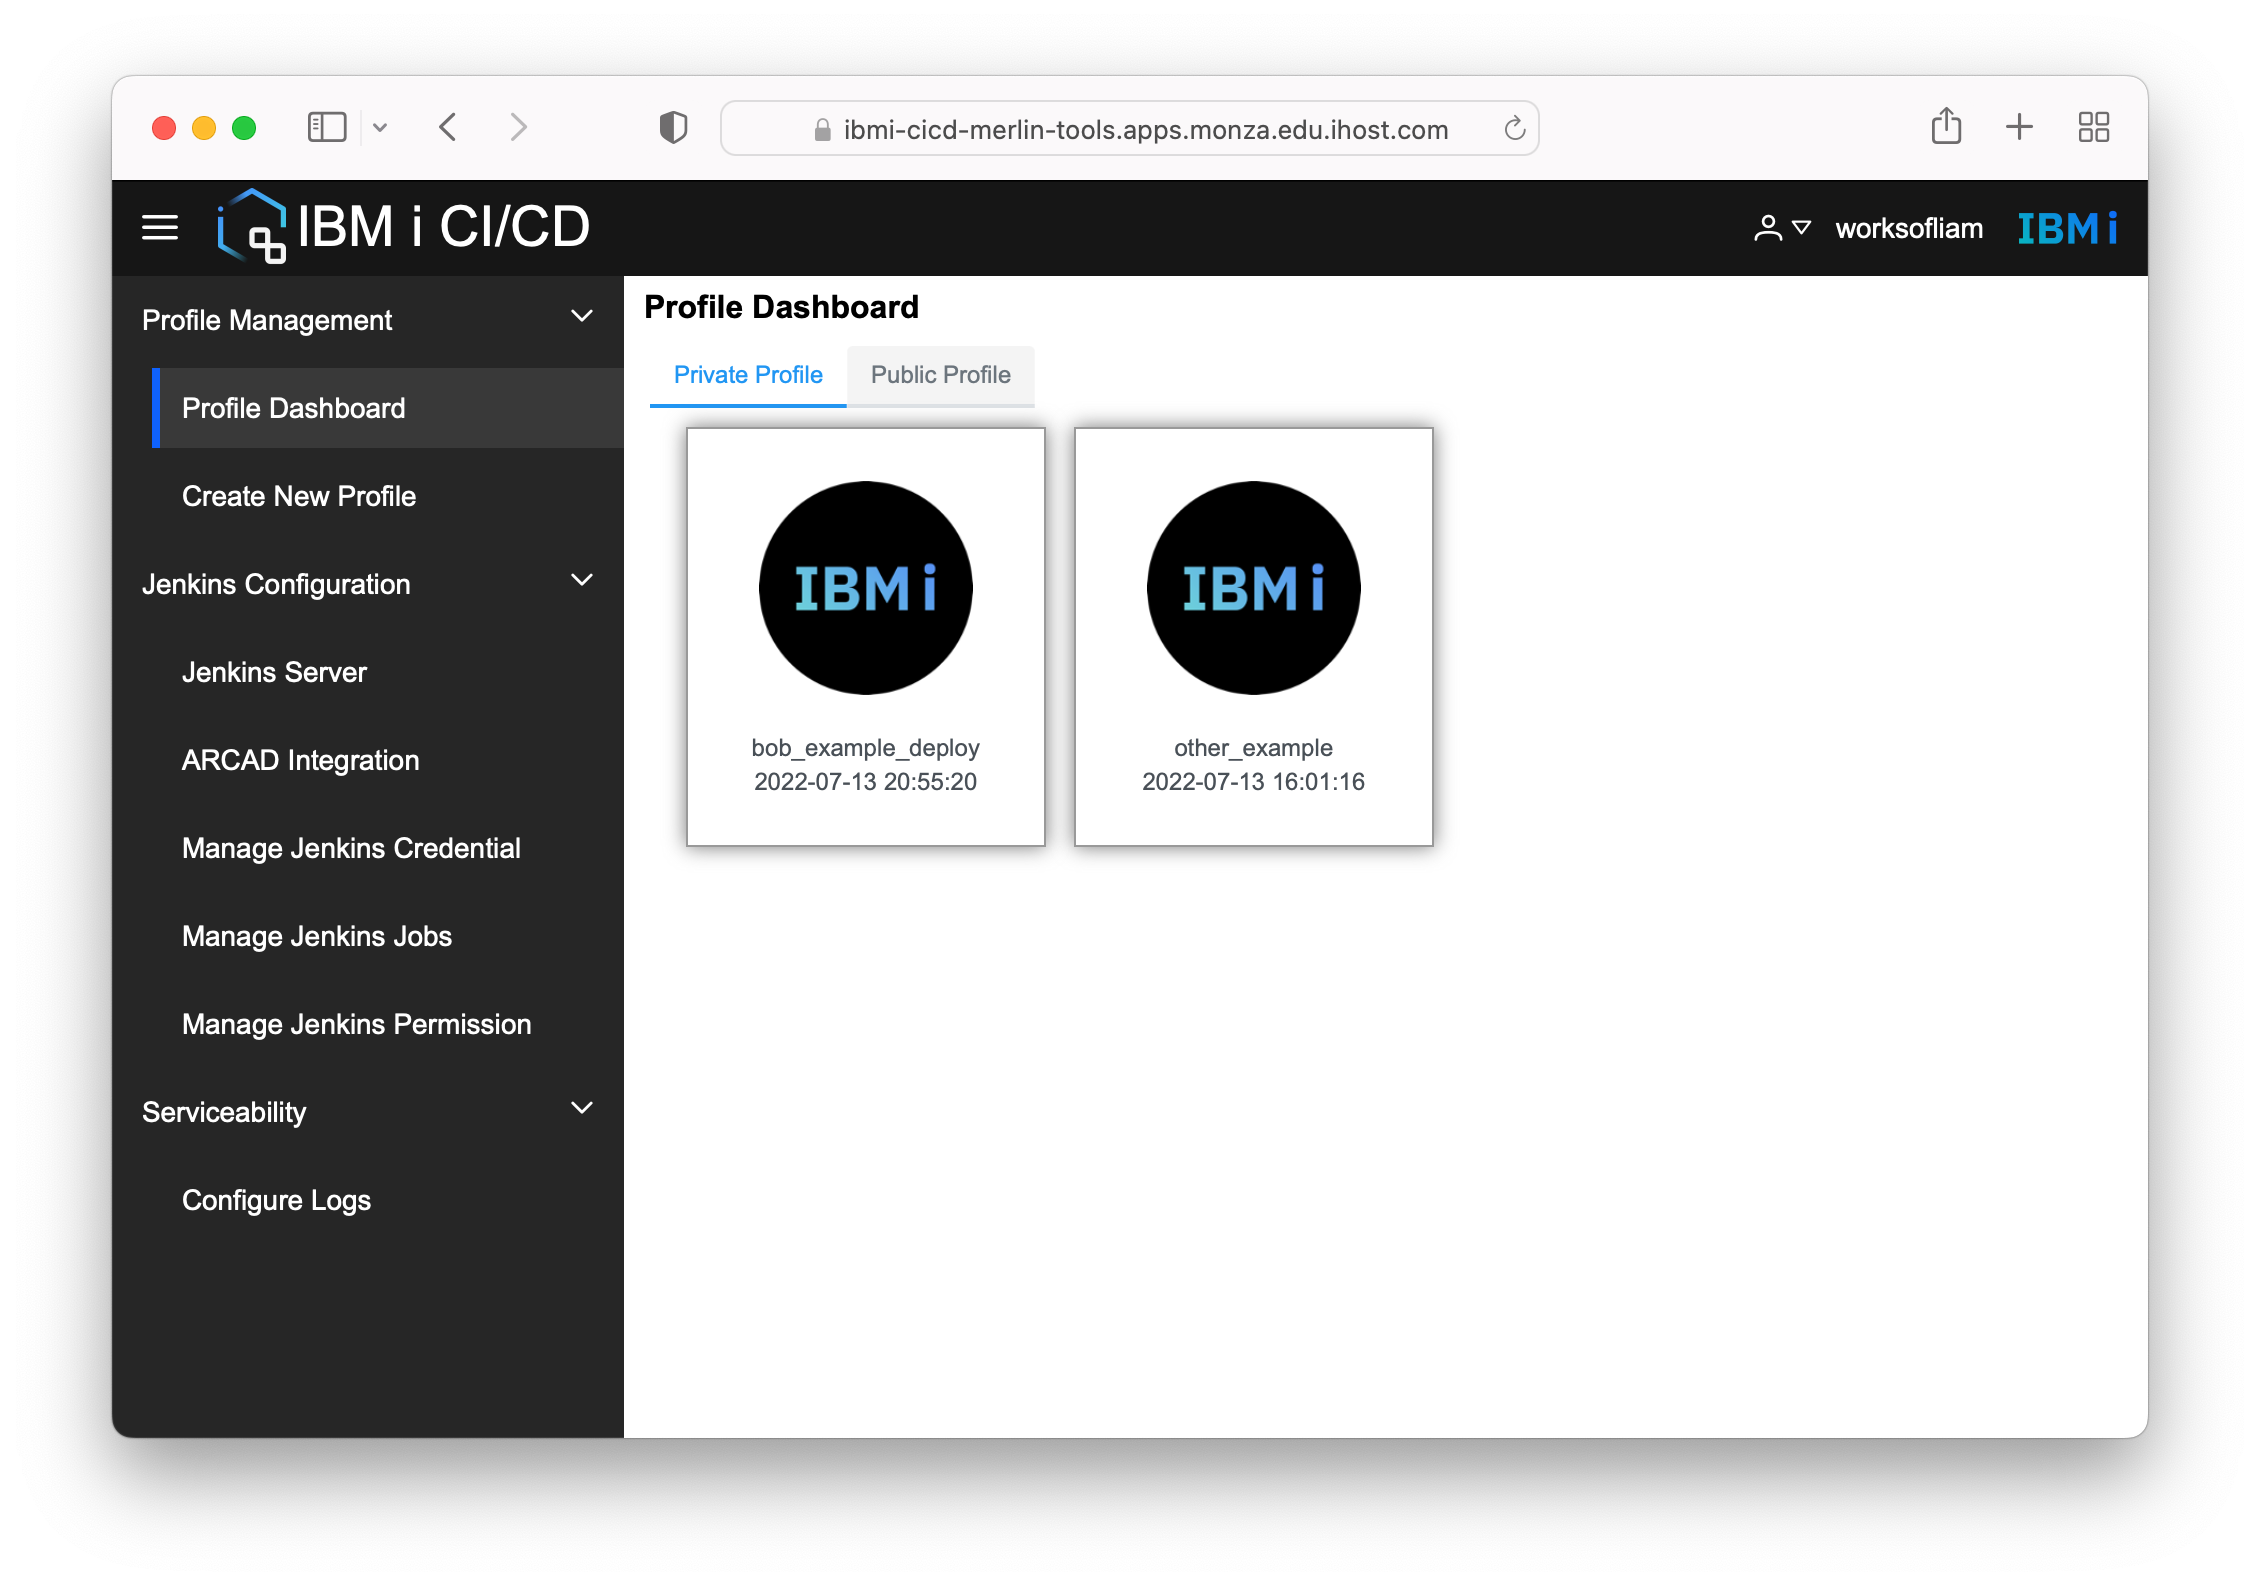 ibmi-cicd-merlin-tools.apps.monza.edu.ihost.com
IBM i CI/CD
worksofliam
IBM i
Profile Management
Profile Dashboard
Create New Profile
Jenkins Configuration
Jenkins Server
ARCAD Integration
Manage Jenkins Credential
Manage Jenkins Jobs
Manage Jenkins Permission
Serviceability
Configure Logs
Profile Dashboard
Private Profile
Public Profile
IBM i
bob_example_deploy
2022-07-13 20:55:20
IBM i
other_example
2022-07-13 16:01:16